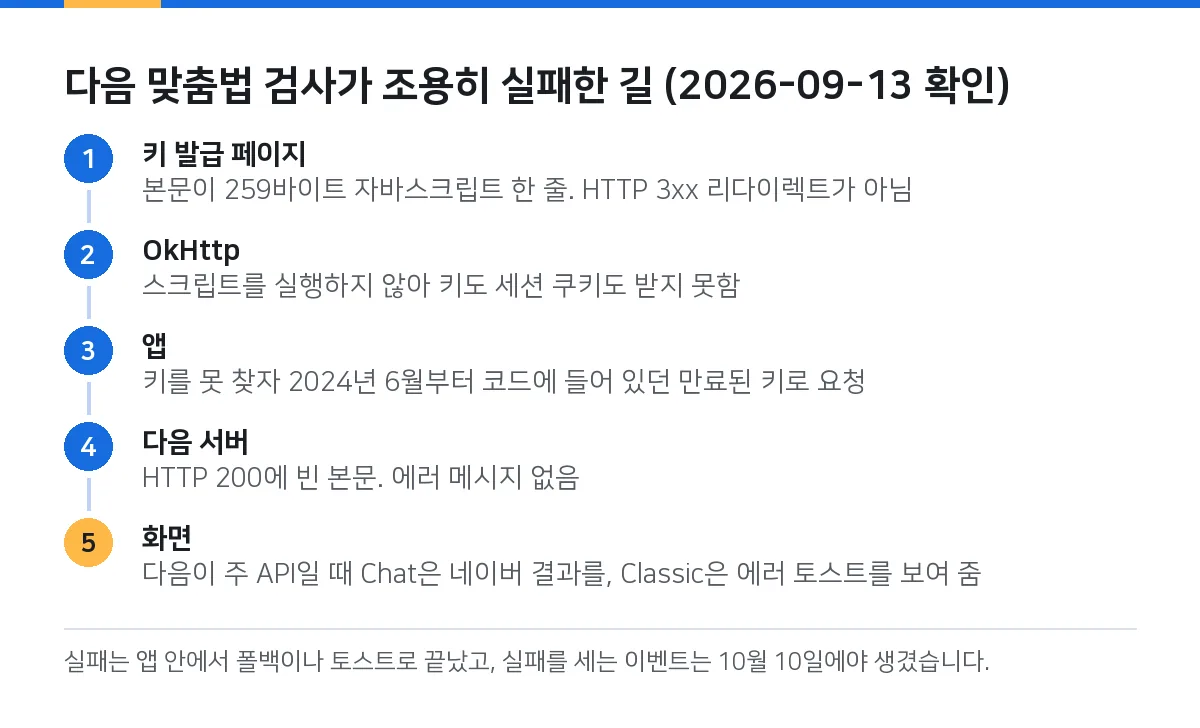 다음 맞춤법 검사가 조용히 실패한 길 (2026-09-13 확인)
1
키 발급 페이지
본문이 259바이트 자바스크립트 한 줄. HTTP 3xx 리다이렉트가 아님
2
OkHttp
스크립트를 실행하지 않아 키도 세션 쿠키도 받지 못함
3
앱
키를 못 찾자 2024년 6월부터 코드에 들어 있던 만료된 키로 요청
4
다음 서버
HTTP 200에 빈 본문. 에러 메시지 없음
5
화면
다음이 주 API일 때 Chat은 네이버 결과를, Classic은 에러 토스트를 보여 줌
실패는 앱 안에서 폴백이나 토스트로 끝났고, 실패를 세는 이벤트는 10월 10일에야 생겼습니다.